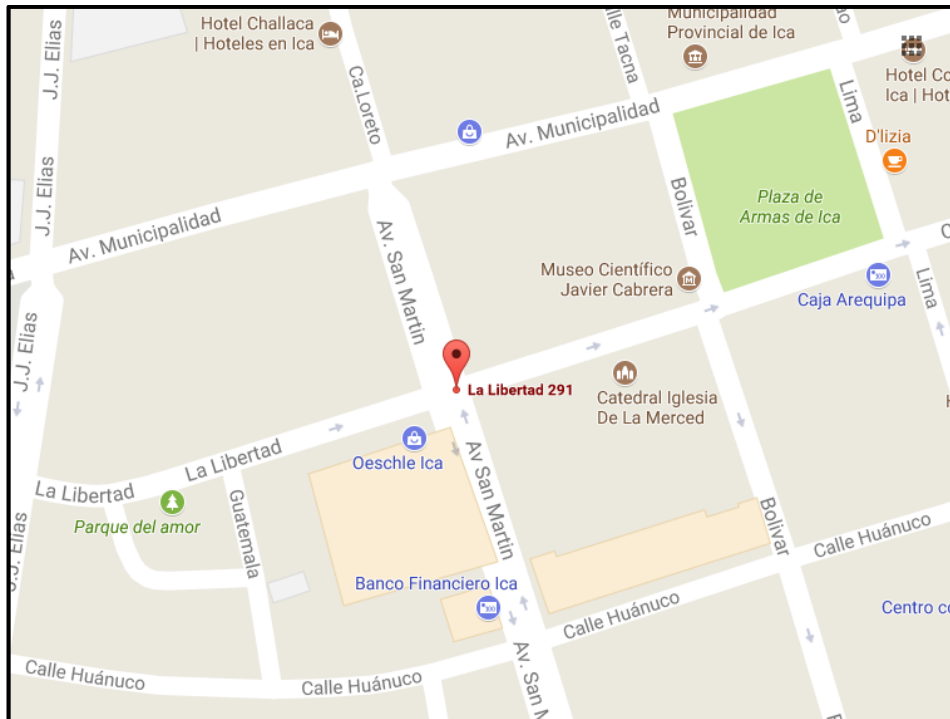 Hotel Challaca
| Hoteles en Ica
J.J. Elias
Ca.Loreto
Calle Tacna
Municipalidad
Provincial de Ica
Lima
Hotel Co
Ica | Hot
D'lizia
Av. Municipalidad
J.J. Elias
Plaza de
Armas de Ica
Bolivar
Av. Municipalidad
Av. San Martin
Museo Científico
Javier Cabrera
Caja Arequipa
Lima
J.J. Elias
La Libertad 291
Catedral Iglesia
De La Merced
Oeschle Ica
La Libertad
La Libertad
Parque del amor
Guatemala
Av San Martin
Bolivar
Calle Huánuco
J.J. Elias
Banco Financiero Ica
Calle Huánuco
Centro co
Av. San M
Calle Huánuco
Calle Huánuco